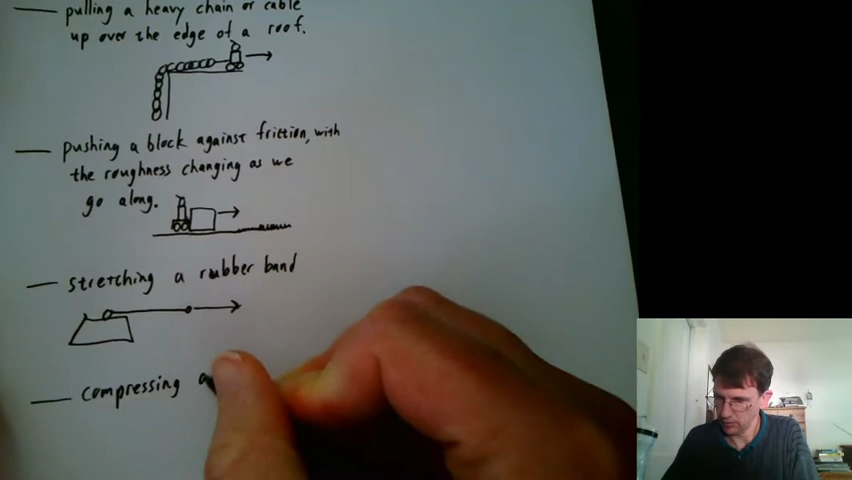 pulling a heavy chain or cable
up over the edge of a roof.
pushing a block against friction, with
the roughness changing as we
go along.
stretching a rubber band
compressing a